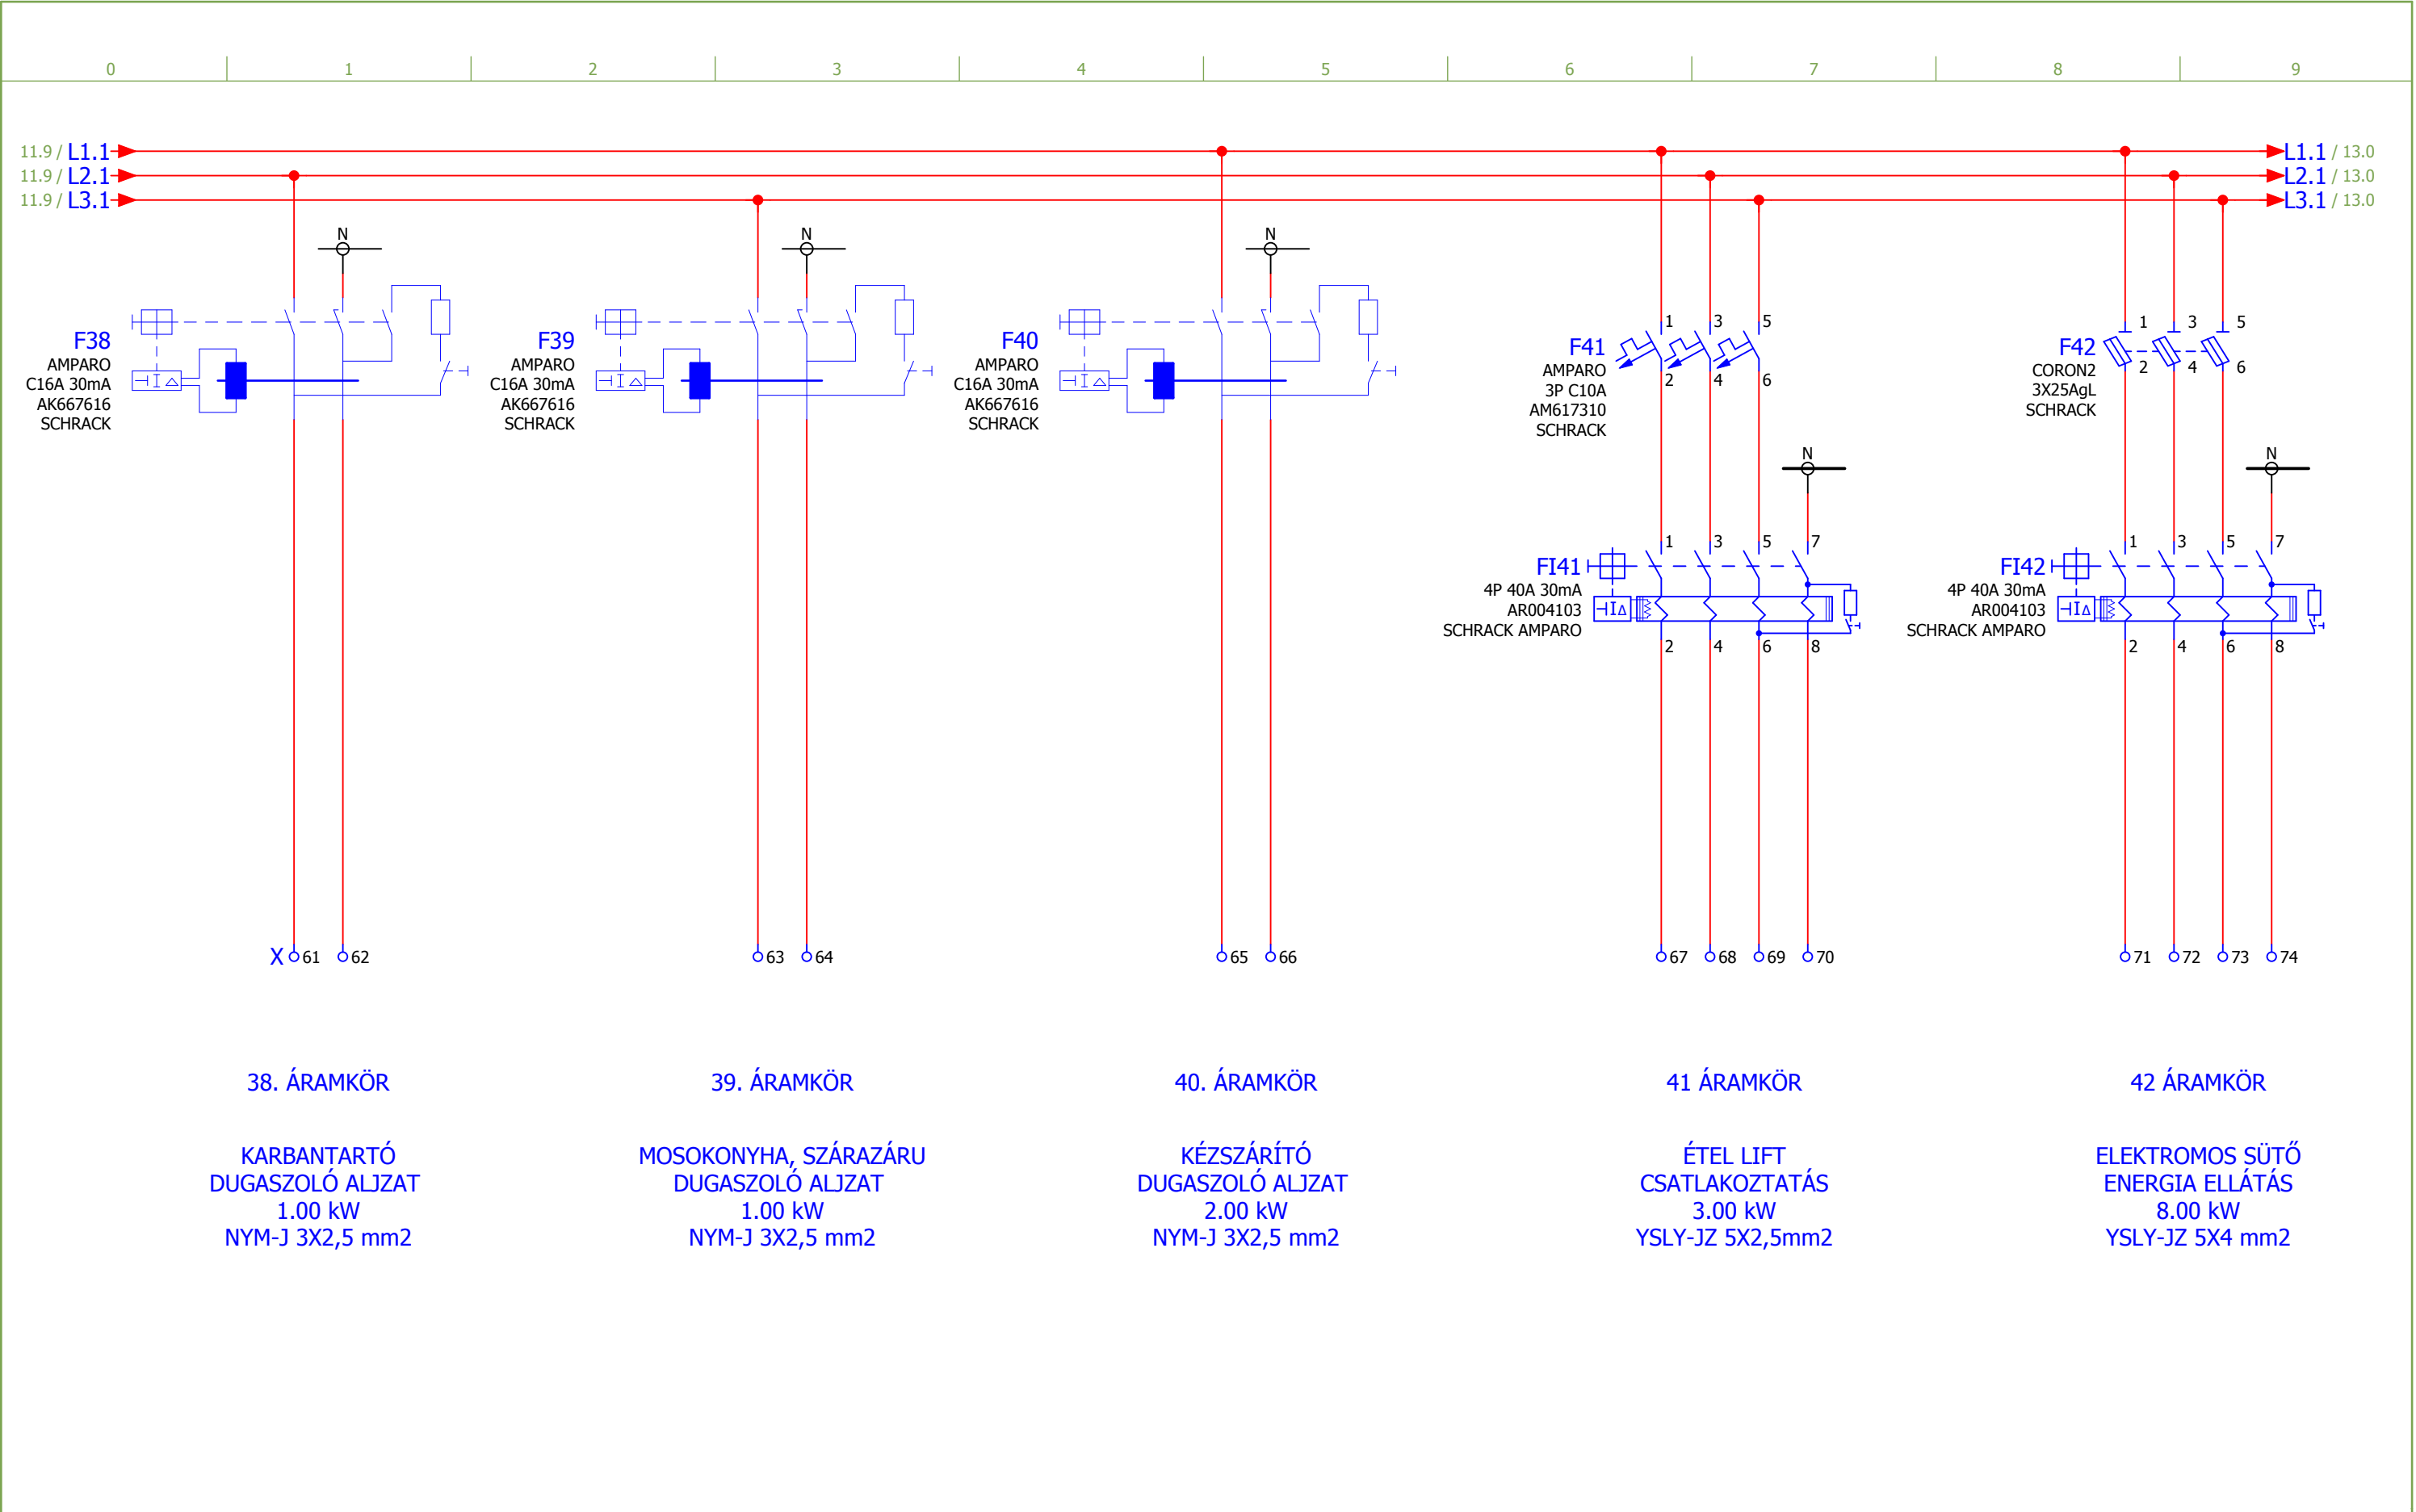 0 1 2 3 4 5 6 7 8 9
11.9 / L1.1 L1.1 / 13.0
11.9 / L2.1 L2.1 / 13.0
11.9 / L3.1 L3.1 / 13.0
N N N
F38
AMPARO
C16A 30mA
AK667616
SCHRACK
F39
AMPARO
C16A 30mA
AK667616
SCHRACK
F40
AMPARO
C16A 30mA
AK667616
SCHRACK
1 3 5
F41
AMPARO
3P C10A
AM617310
SCHRACK
2 4 6
1 3 5
F42
CORON2
3X25AgL
SCHRACK
2 4 6
N
1 3 5 7
FI41
4P 40A 30mA
AR004103
SCHRACK AMPARO
2 4 6 8
N
1 3 5 7
FI42
4P 40A 30mA
AR004103
SCHRACK AMPARO
2 4 6 8
X 61 62 63 64 65 66 67 68 69 70 71 72 73 74
38. ÁRAMKÖR
KARBANTARTÓ
DUGASZOLÓ ALJZAT
1.00 kW
NYM-J 3X2,5 mm2
39. ÁRAMKÖR
MOSOKONYHA, SZÁRAZÁRU
DUGASZOLÓ ALJZAT
1.00 kW
NYM-J 3X2,5 mm2
40. ÁRAMKÖR
KÉZSZÁRÍTÓ
DUGASZOLÓ ALJZAT
2.00 kW
NYM-J 3X2,5 mm2
41 ÁRAMKÖR
ÉTEL LIFT
CSATLAKOZTATÁS
3.00 kW
YSLY-JZ 5X2,5mm2
42 ÁRAMKÖR
ELEKTROMOS SÜTŐ
ENERGIA ELLÁTÁS
8.00 kW
YSLY-JZ 5X4 mm2